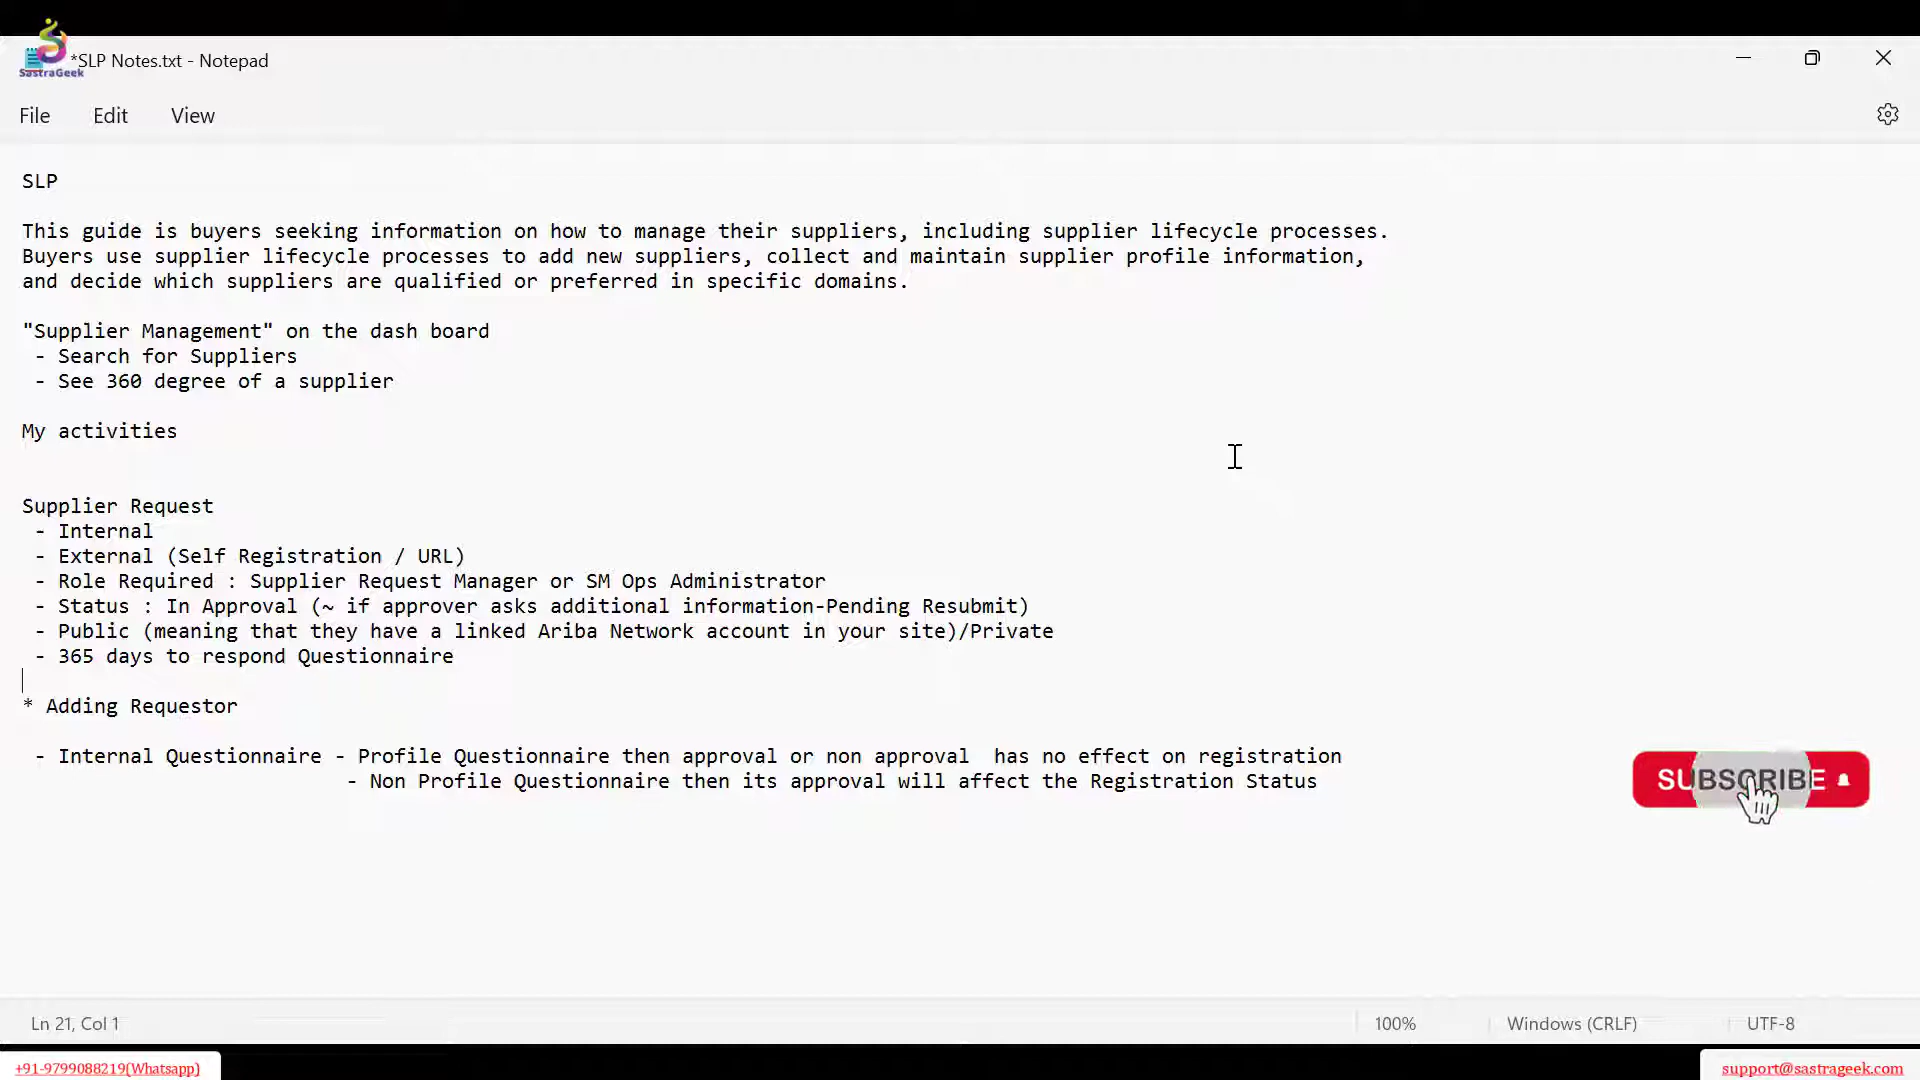 SastraGeek
*SLP Notes.txt - Notepad
File Edit View
SLP
This guide is buyers seeking information on how to manage their suppliers, including supplier lifecycle processes.
Buyers use supplier lifecycle processes to add new suppliers, collect and maintain supplier profile information,
and decide which suppliers are qualified or preferred in specific domains.
"Supplier Management" on the dash board
- Search for Suppliers
- See 360 degree of a supplier
My activities
Supplier Request
- Internal
- External (Self Registration / URL)
- Role Required : Supplier Request Manager or SM Ops Administrator
- Status : In Approval (~ if approver asks additional information-Pending Resubmit)
- Public (meaning that they have a linked Ariba Network account in your site)/Private
- 365 days to respond Questionnaire
* Adding Requestor
- Internal Questionnaire - Profile Questionnaire then approval or non approval  has no effect on registration
- Non Profile Questionnaire then its approval will affect the Registration Status
SUBSCRIBE
Ln 21, Col 1 100% Windows (CRLF) UTF-8
+91-9799088219(Whatsapp) support@sastrageek.com